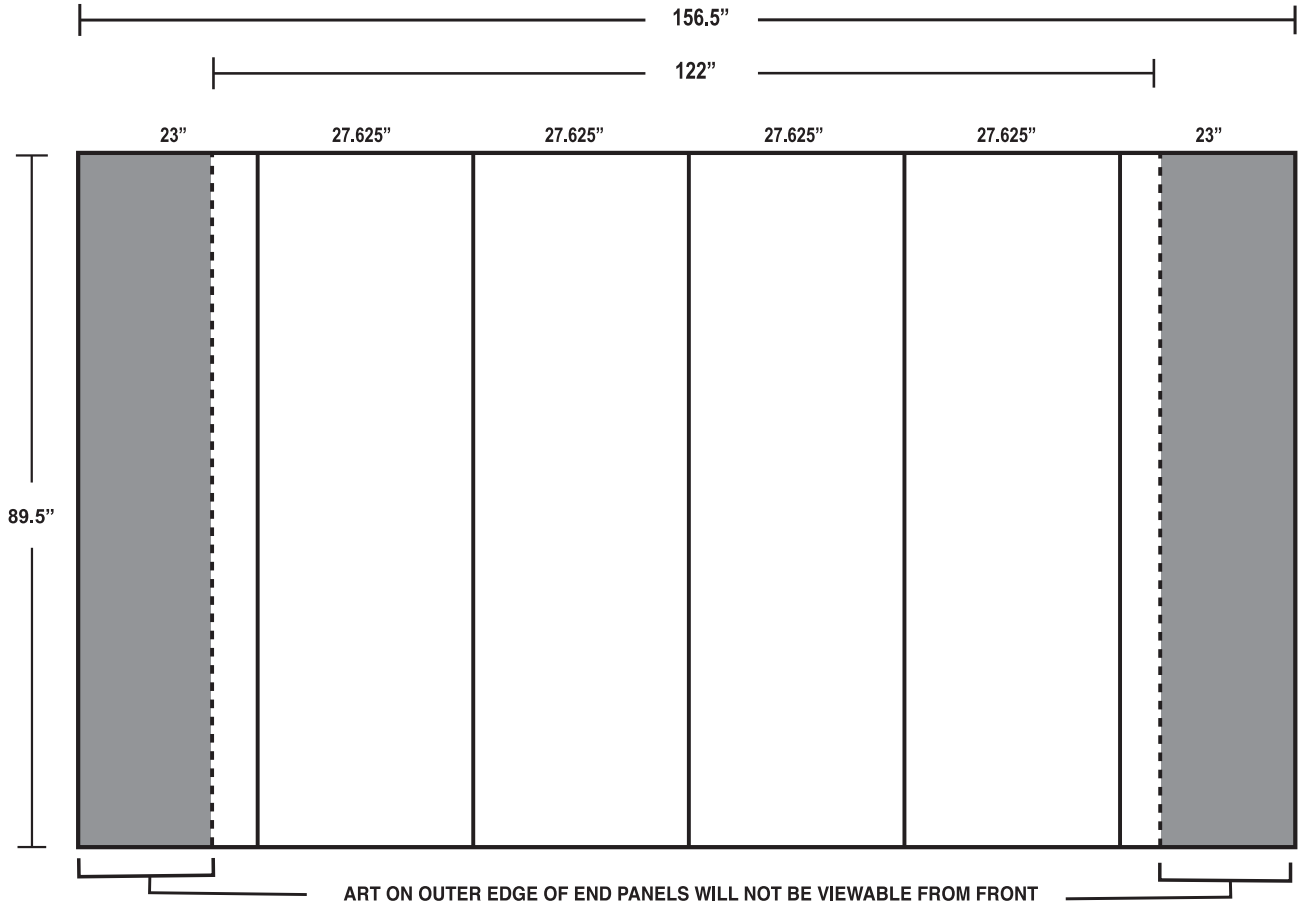 156.5”
122”
23” 27.625” 27.625” 27.625” 27.625” 23”
89.5”
ART ON OUTER EDGE OF END PANELS WILL NOT BE VIEWABLE FROM FRONT